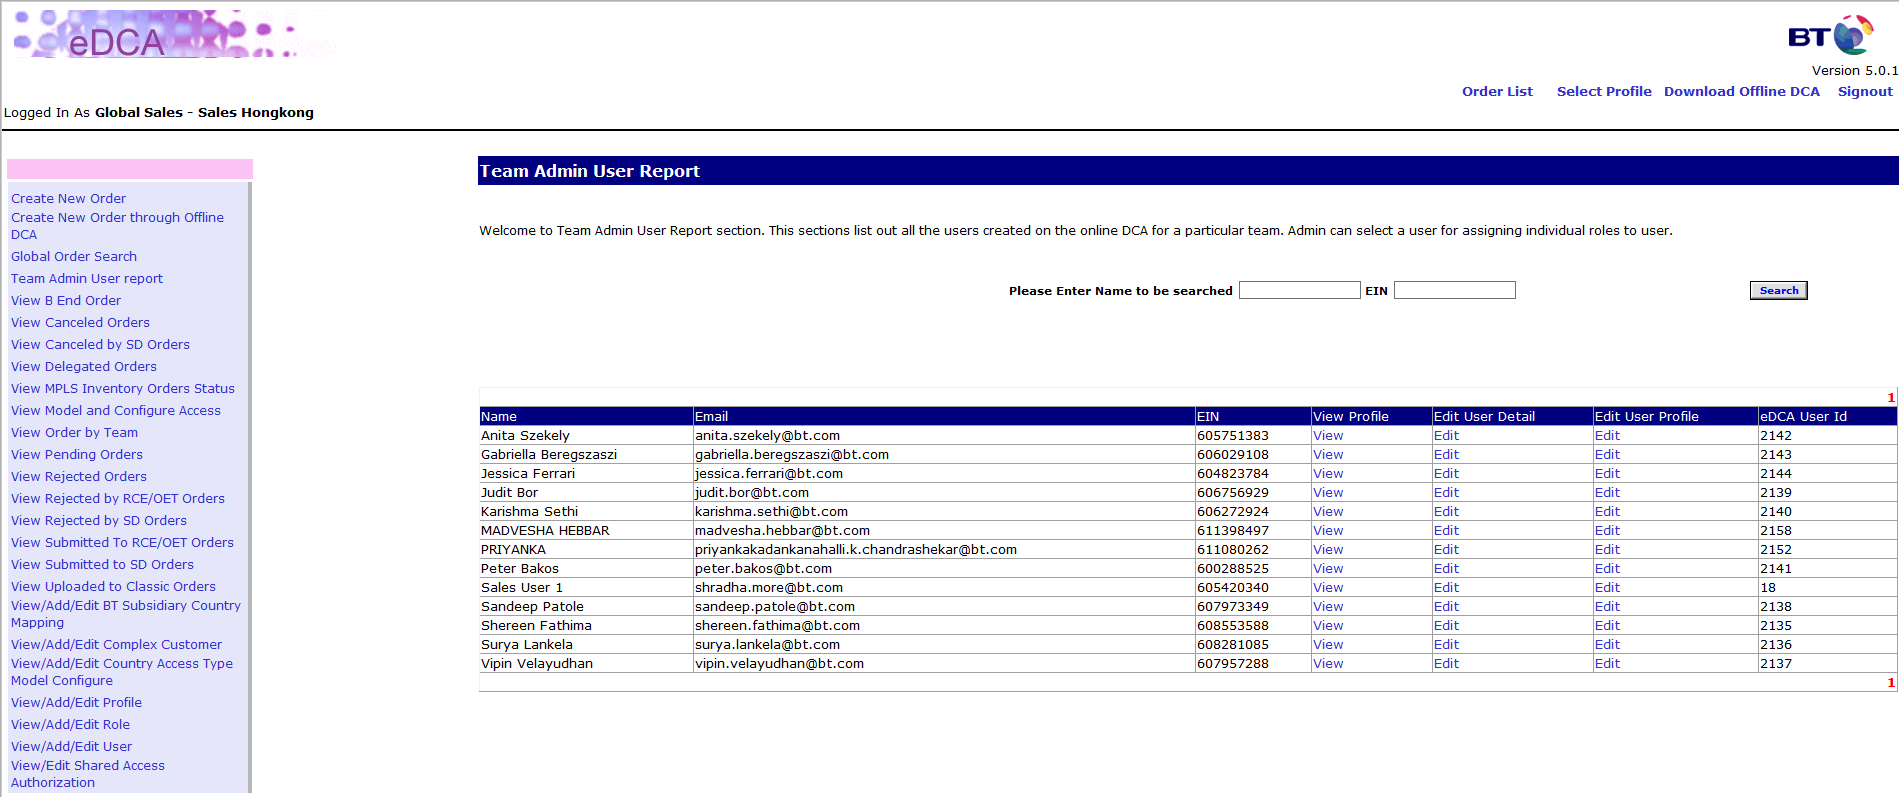 eDCA
BT
Version 5.0.1
Order List Select Profile Download Offline DCA Signout
Logged In As Global Sales - Sales Hongkong
Create New Order
Create New Order through Offline
DCA
Global Order Search
Team Admin User report
View B End Order
View Canceled Orders
View Canceled by SD Orders
View Delegated Orders
View MPLS Inventory Orders Status
View Model and Configure Access
View Order by Team
View Pending Orders
View Rejected Orders
View Rejected by RCE/OET Orders
View Rejected by SD Orders
View Submitted To RCE/OET Orders
View Submitted to SD Orders
View Uploaded to Classic Orders
View/Add/Edit BT Subsidiary Country
Mapping
View/Add/Edit Complex Customer
View/Add/Edit Country Access Type
Model Configure
View/Add/Edit Profile
View/Add/Edit Role
View/Add/Edit User
View/Edit Shared Access
Authorization
Team Admin User Report
Welcome to Team Admin User Report section. This sections list out all the users created on the online DCA for a particular team. Admin can select a user for assigning individual roles to user.
Please Enter Name to be searched EIN Search
1
Name Email EIN View Profile Edit User Detail Edit User Profile eDCA User Id
Anita Szekely anita.szekely@bt.com 605751383 View Edit Edit 2142
Gabriella Beregszaszi gabriella.beregszaszi@bt.com 606029108 View Edit Edit 2143
Jessica Ferrari jessica.ferrari@bt.com 604823784 View Edit Edit 2144
Judit Bor judit.bor@bt.com 606756929 View Edit Edit 2139
Karishma Sethi karishma.sethi@bt.com 606272924 View Edit Edit 2140
MADVESHA HEBBAR madvesha.hebbar@bt.com 611398497 View Edit Edit 2158
PRIYANKA priyankakadankanahalli.k.chandrashekar@bt.com 611080262 View Edit Edit 2152
Peter Bakos peter.bakos@bt.com 600288525 View Edit Edit 2141
Sales User 1 shradha.more@bt.com 605420340 View Edit Edit 18
Sandeep Patole sandeep.patole@bt.com 607973349 View Edit Edit 2138
Shereen Fathima shereen.fathima@bt.com 608553588 View Edit Edit 2135
Surya Lankela surya.lankela@bt.com 608281085 View Edit Edit 2136
Vipin Velayudhan vipin.velayudhan@bt.com 607957288 View Edit Edit 2137
1